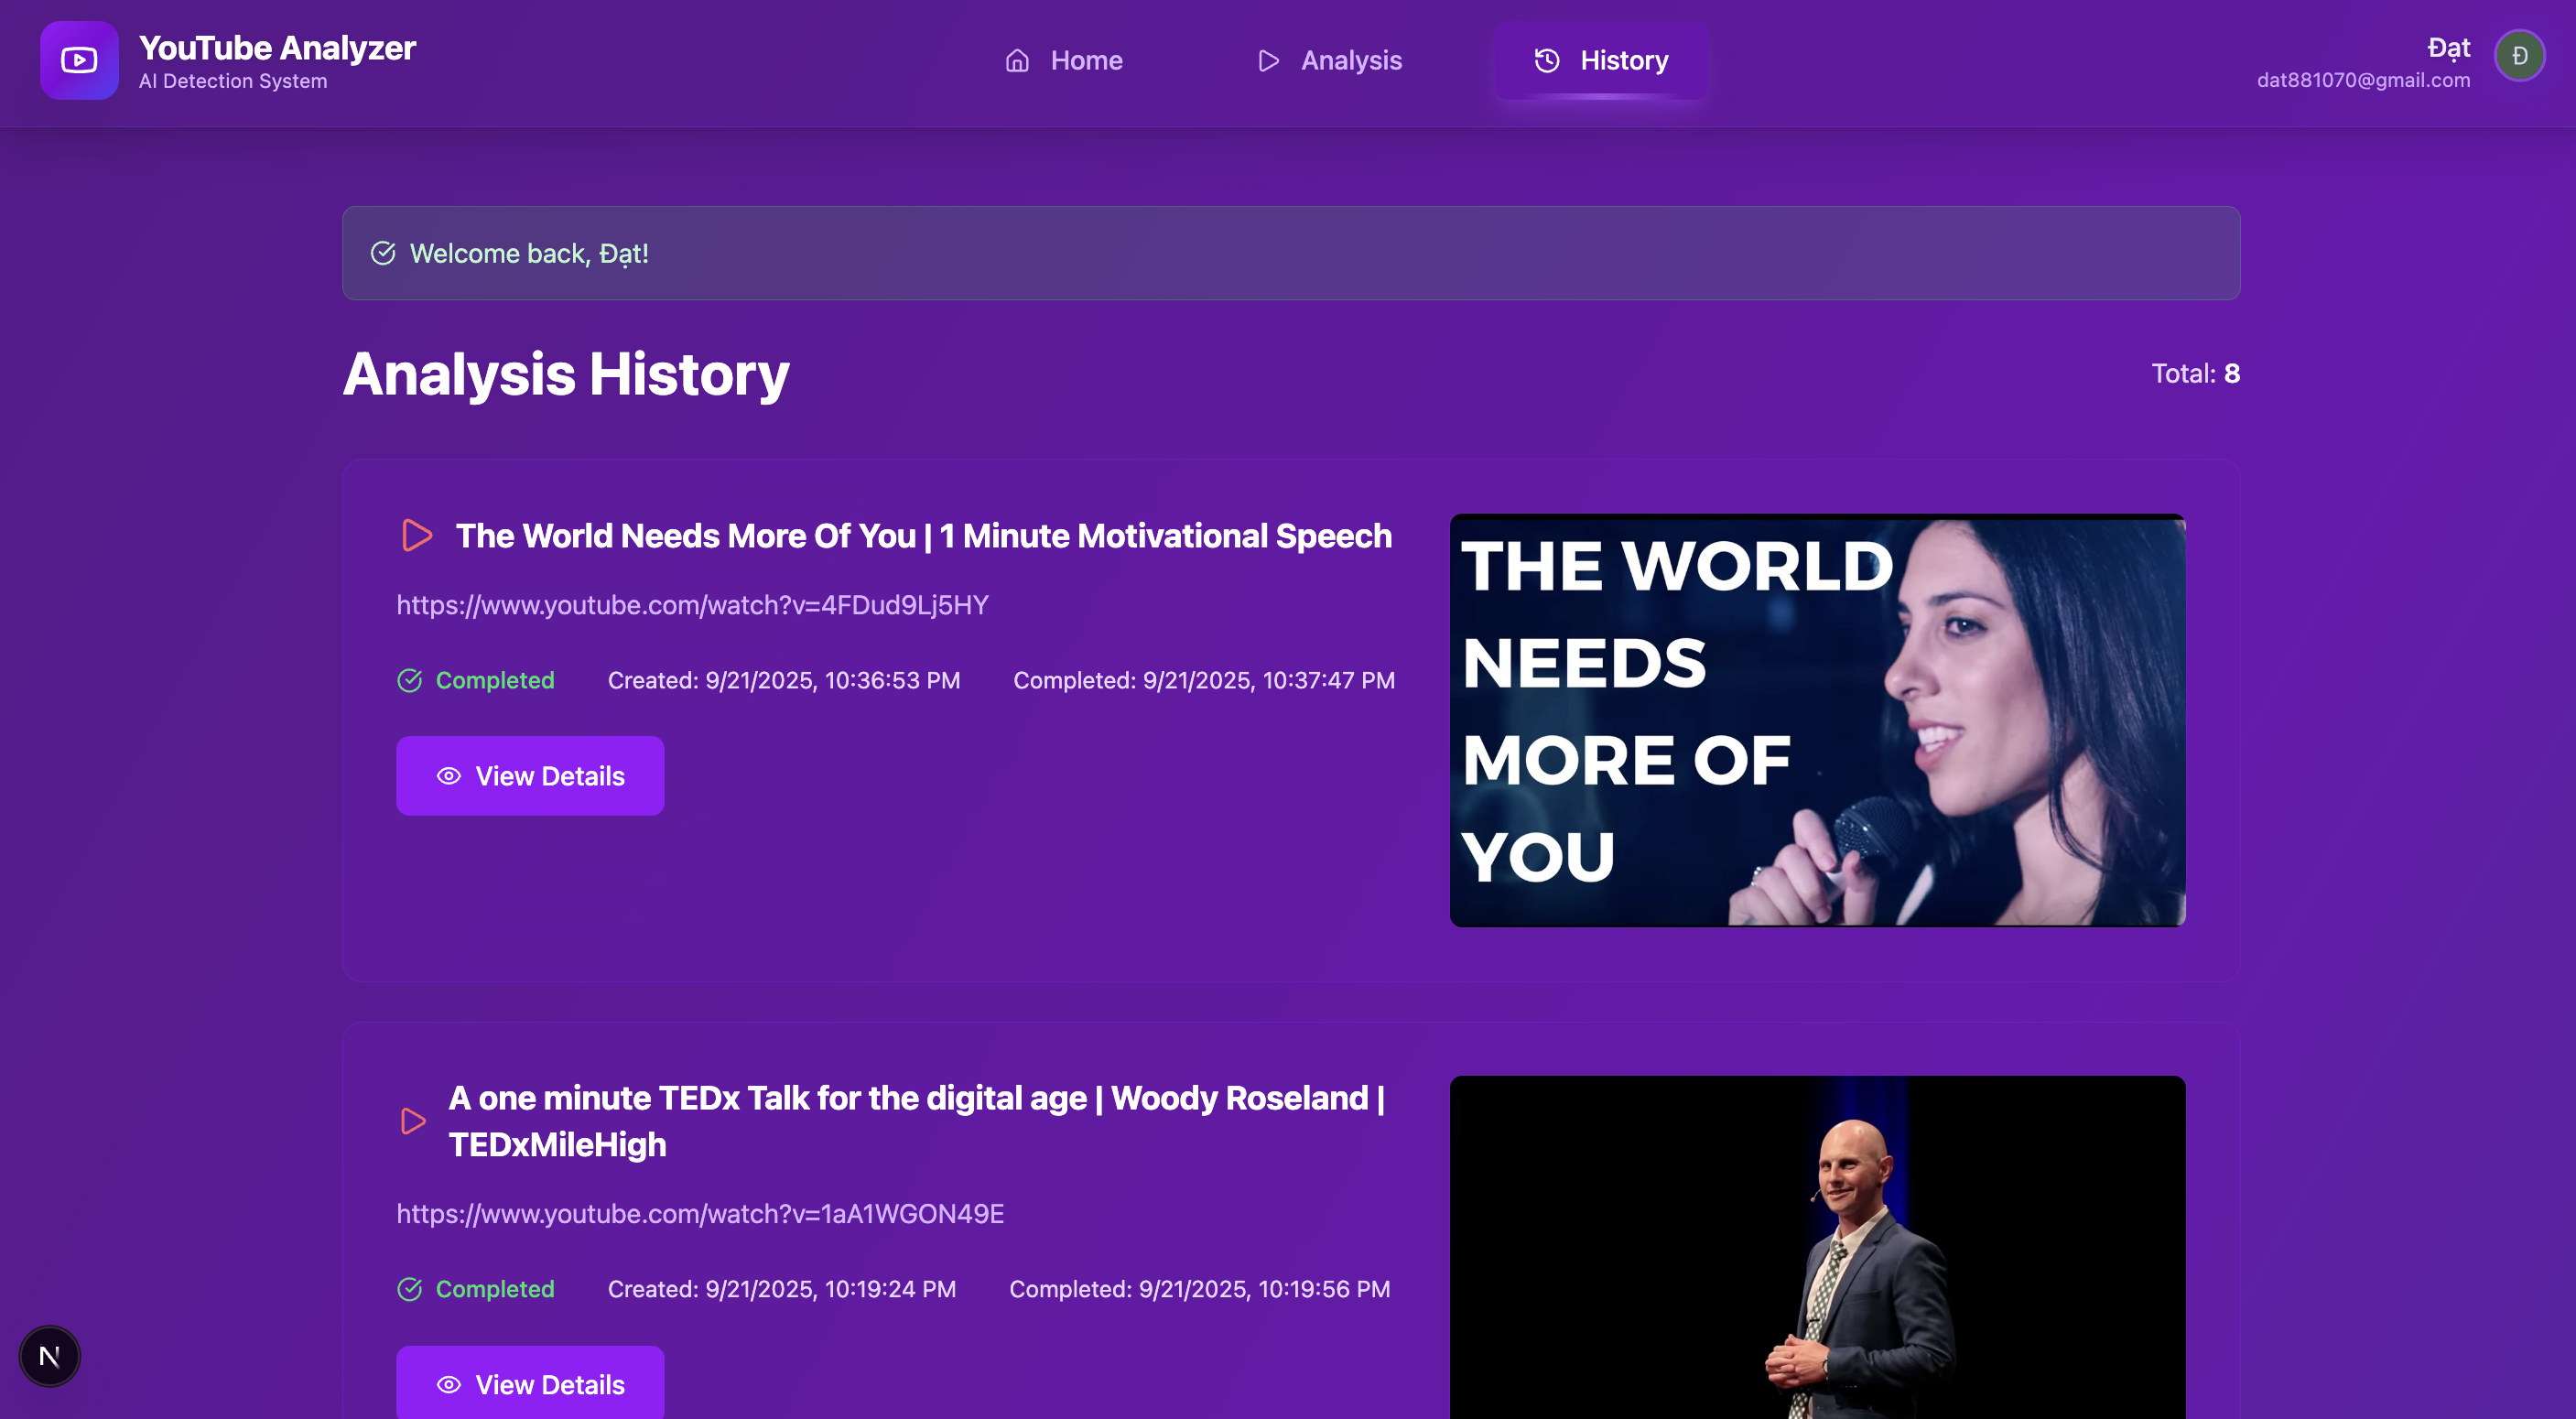 YouTube Analyzer
AI Detection System
Home
Analysis
History
Đạt
dat881070@gmail.com
Đ
Welcome back, Đạt!
Analysis History
Total: 8
The World Needs More Of You | 1 Minute Motivational Speech
https://www.youtube.com/watch?v=4FDud9Lj5HY
Completed
Created: 9/21/2025, 10:36:53 PM
Completed: 9/21/2025, 10:37:47 PM
View Details
THE WORLD
NEEDS
MORE OF
YOU
A one minute TEDx Talk for the digital age | Woody Roseland |
TEDxMileHigh
https://www.youtube.com/watch?v=1aA1WGON49E
Completed
Created: 9/21/2025, 10:19:24 PM
Completed: 9/21/2025, 10:19:56 PM
View Details
N